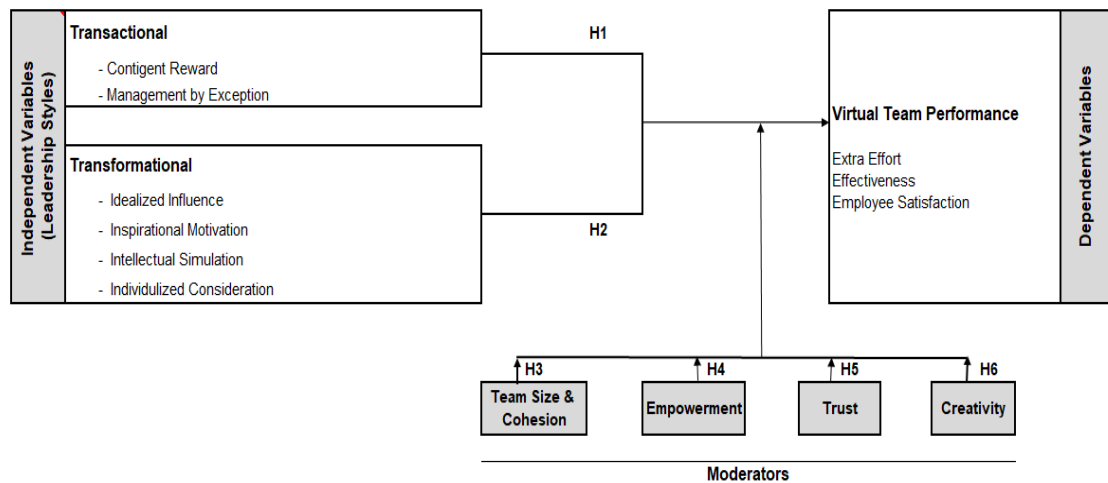 Independent Variables
(Leadership Styles)
Transactional
- Contigent Reward
- Management by Exception
Transformational
- Idealized Influence
- Inspirational Motivation
- Intellectual Simulation
- Individulized Consideration
H1
H2
Virtual Team Performance
Extra Effort
Effectiveness
Employee Satisfaction
Dependent Variables
H3
H4
H5
H6
Team Size &
Cohesion
Empowerment
Trust
Creativity
Moderators